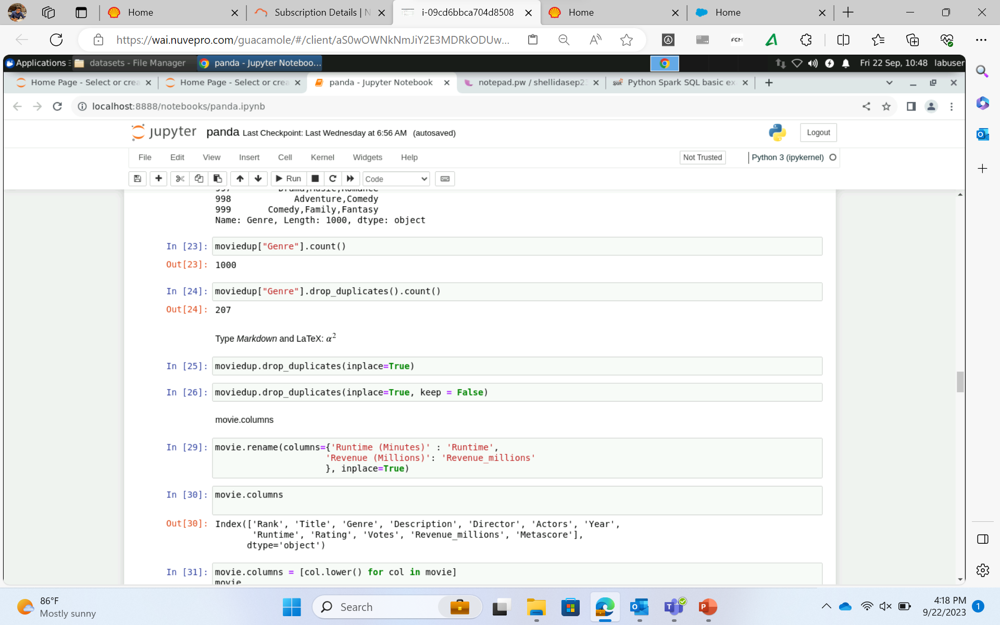 Home
Subscription Details | N
i-09cd6bbca704d8508
Home
Home
https://wai.nuvepro.com/guacamole/#/client/aS0wOWNkNmJiY2E3MDRkODUw...
FCM
Applications
datasets - File Manager
panda - Jupyter Noteboo...
Fri 22 Sep, 10:48 labuser
Home Page - Select or crea
Home Page - Select or crea
panda - Jupyter Notebook
notepad.pw / shellidasep23
Python Spark SQL basic ex
localhost:8888/notebooks/panda.ipynb
jupyter panda Last Checkpoint: Last Wednesday at 6:56 AM (autosaved)
Logout
File Edit View Insert Cell Kernel Widgets Help
Not Trusted
Python 3 (ipykernel)
Run
Code
997 Drama,Music,Romance
998 Adventure,Comedy
999 Comedy,Family,Fantasy
Name: Genre, Length: 1000, dtype: object
In [23]: moviedup["Genre"].count()
Out[23]: 1000
In [24]: moviedup["Genre"].drop_duplicates().count()
Out[24]: 207
Type Markdown and LaTeX: α²
In [25]: moviedup.drop_duplicates(inplace=True)
In [26]: moviedup.drop_duplicates(inplace=True, keep = False)
movie.columns
In [29]: movie.rename(columns={'Runtime (Minutes)' : 'Runtime',
'Revenue (Millions)': 'Revenue_millions'
}, inplace=True)
In [30]: movie.columns
Out[30]: Index(['Rank', 'Title', 'Genre', 'Description', 'Director', 'Actors', 'Year',
'Runtime', 'Rating', 'Votes', 'Revenue_millions', 'Metascore'],
dtype='object')
In [31]: movie.columns = [col.lower() for col in movie]
movie
86°F
Mostly sunny
Search
4:18 PM
9/22/2023
1